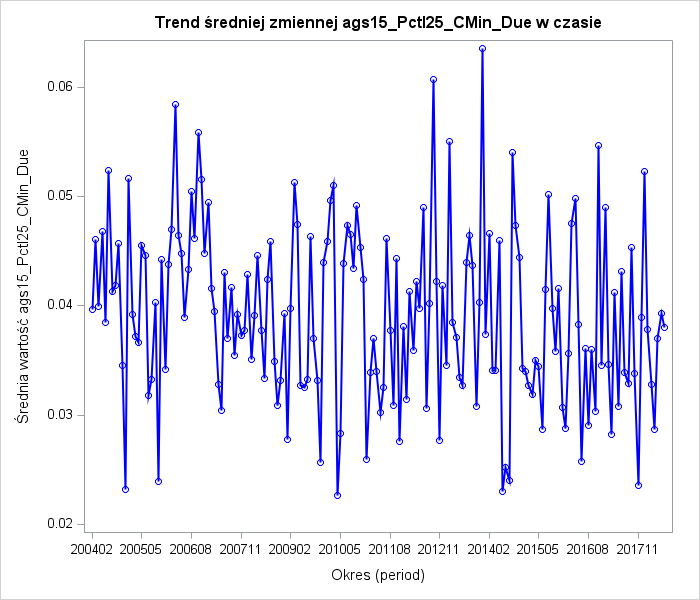 Trend średniej zmiennej ags15_Pctl25_CMin_Due w czasie
Średnia wartość ags15_Pctl25_CMin_Due
0.06
0.05
0.04
0.03
0.02
200402 200505 200608 200711 200902 201005 201108 201211 201402 201505 201608 201711
Okres (period)